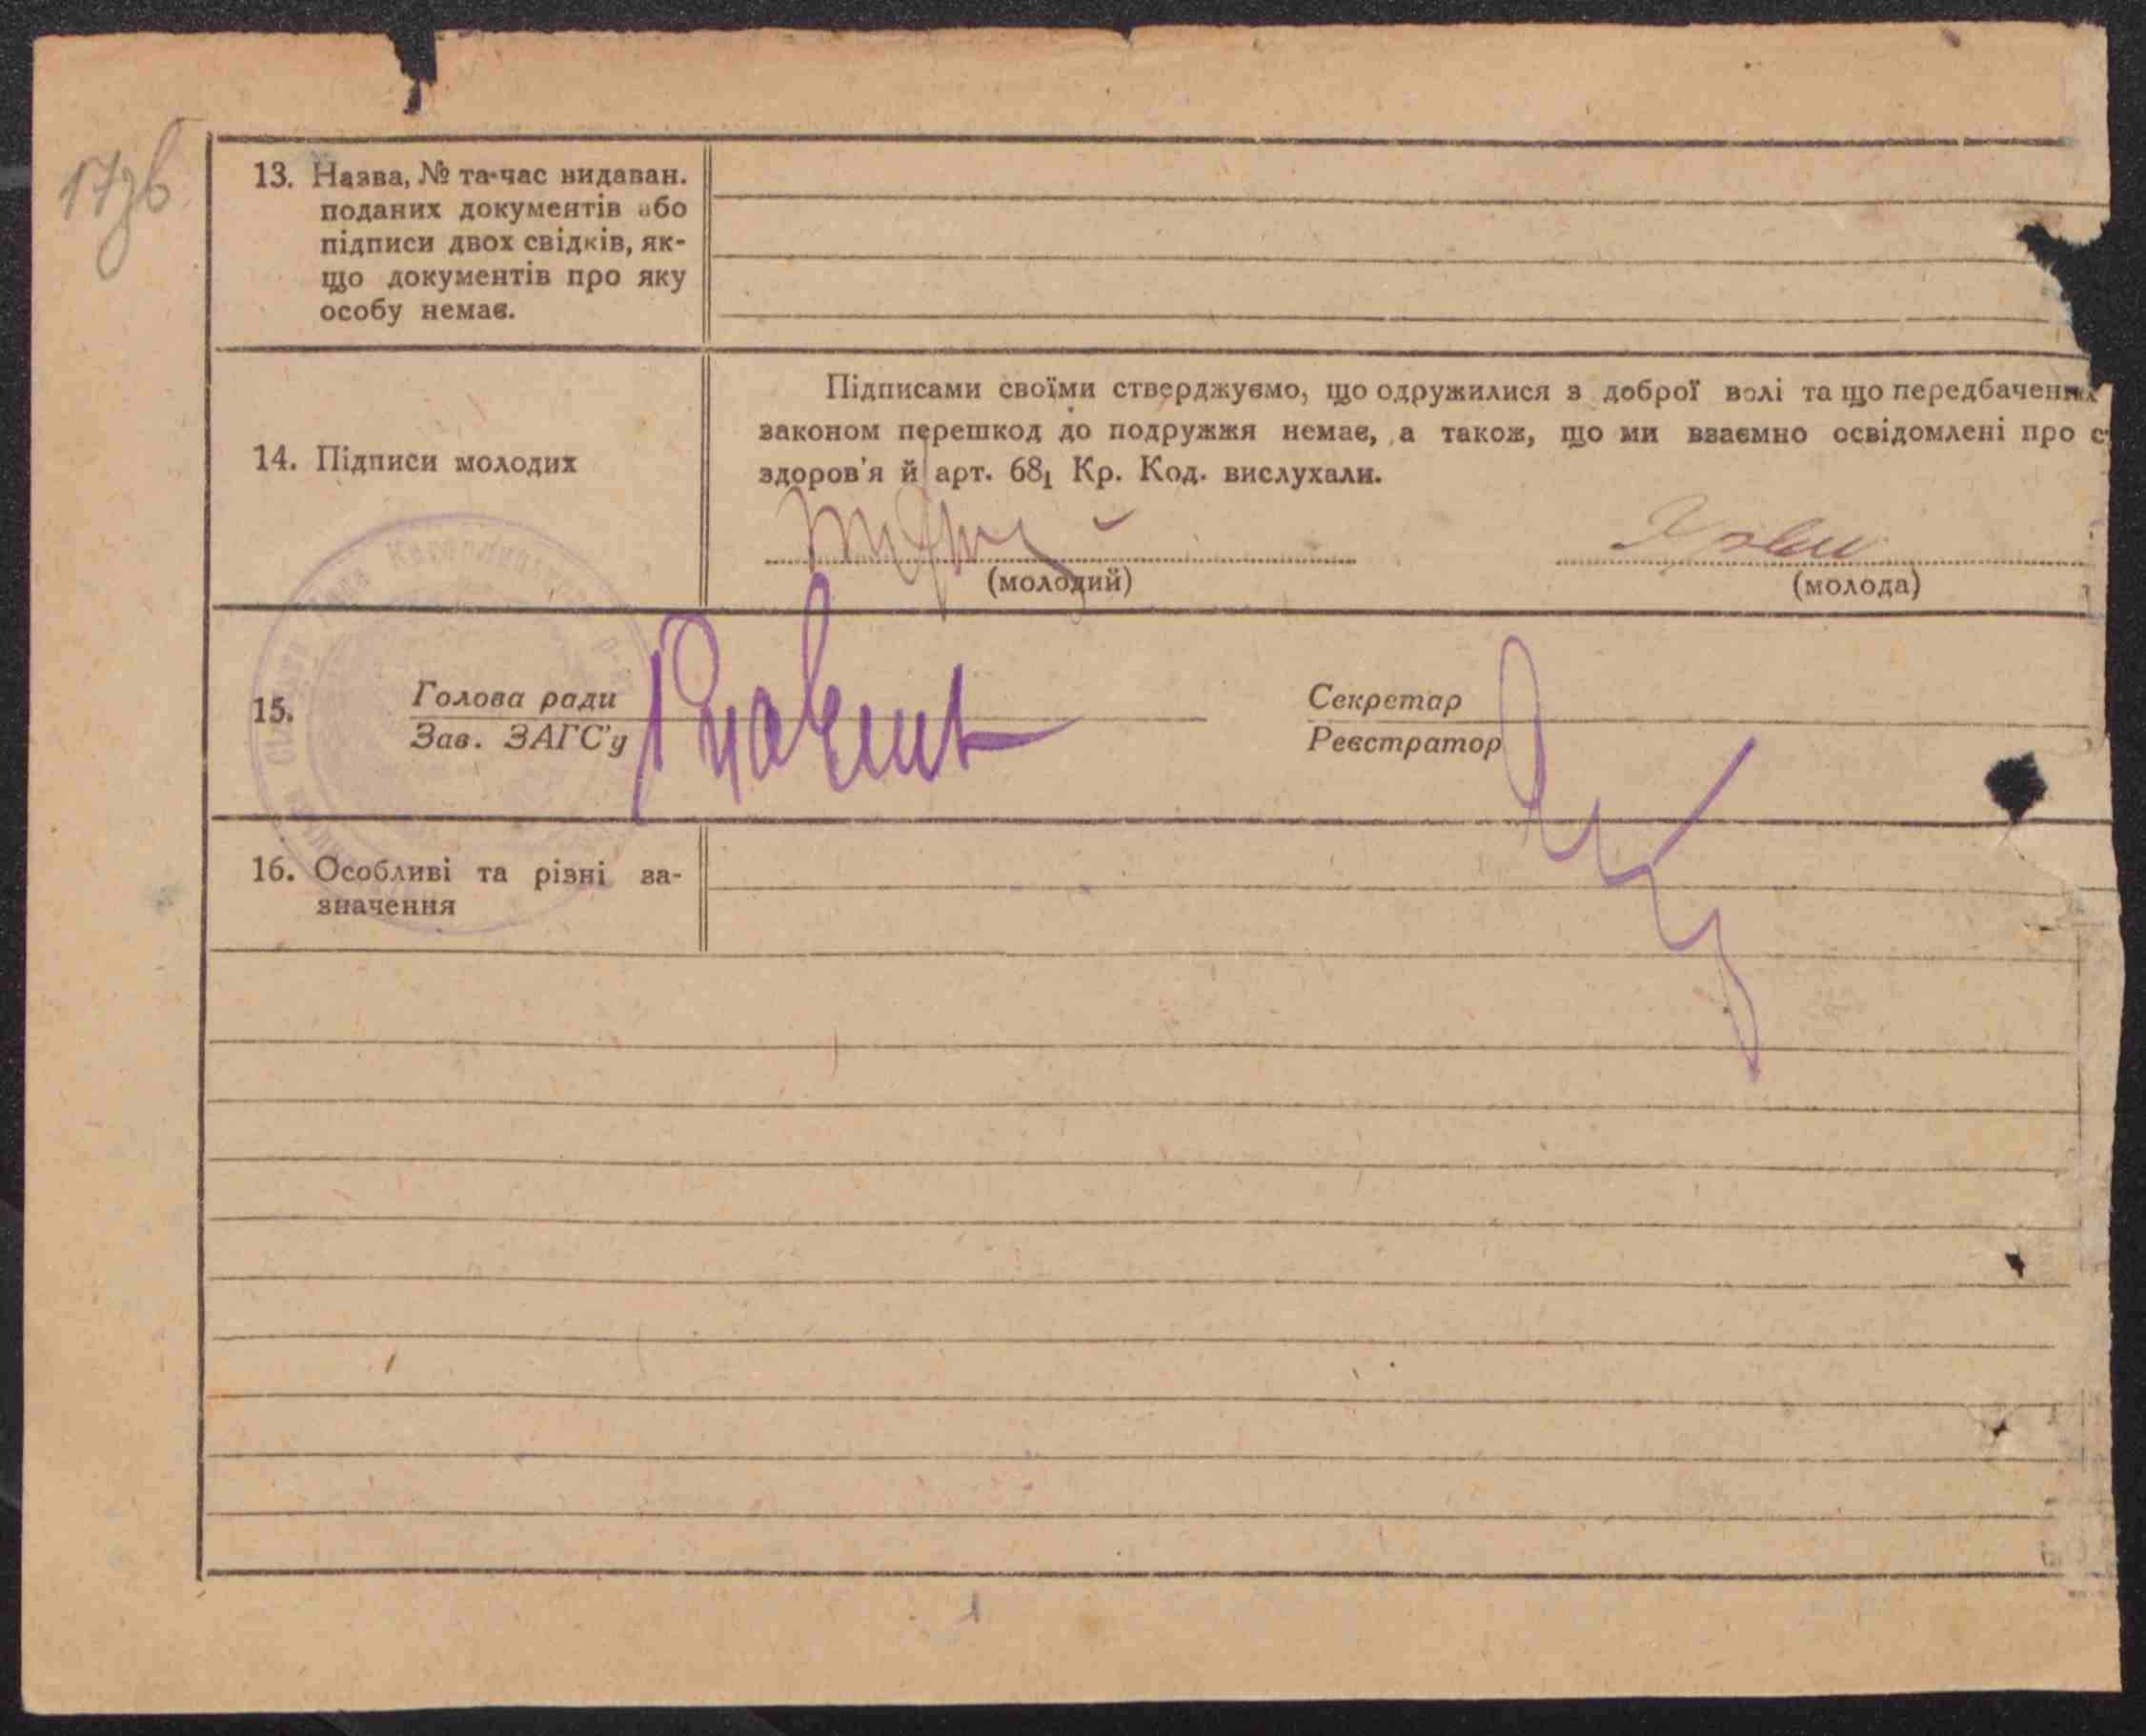 17зв.
13. Назва, № та час видаван.
поданих документів або
підписи двох свідків, як-
що документів про яку
особу немає.
14. Підписи молодих
Підписами своїми стверджуємо, що одружилися з доброї волі та що передбачених
законом перешкод до подружжя немає, а також, що ми взаємно освідомлені про
здоров'я й арт. 68₁ Кр. Код. вислухали.
(молодий)
(молода)
15.
Голова ради
Зав. ЗАГС'у
Секретар
Реєстратор
16. Особливі та різні за-
значення